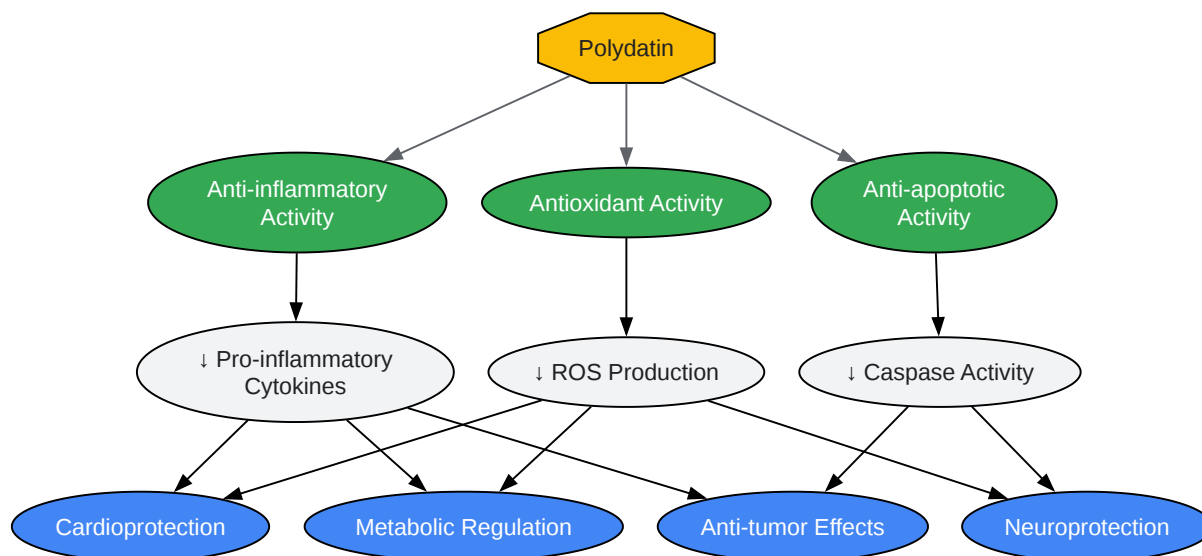 Polydatin
Anti-inflammatory
Activity
Antioxidant Activity
Anti-apoptotic
Activity
↓ Pro-inflammatory
Cytokines
↓ ROS Production
↓ Caspase Activity
Cardioprotection
Metabolic Regulation
Anti-tumor Effects
Neuroprotection